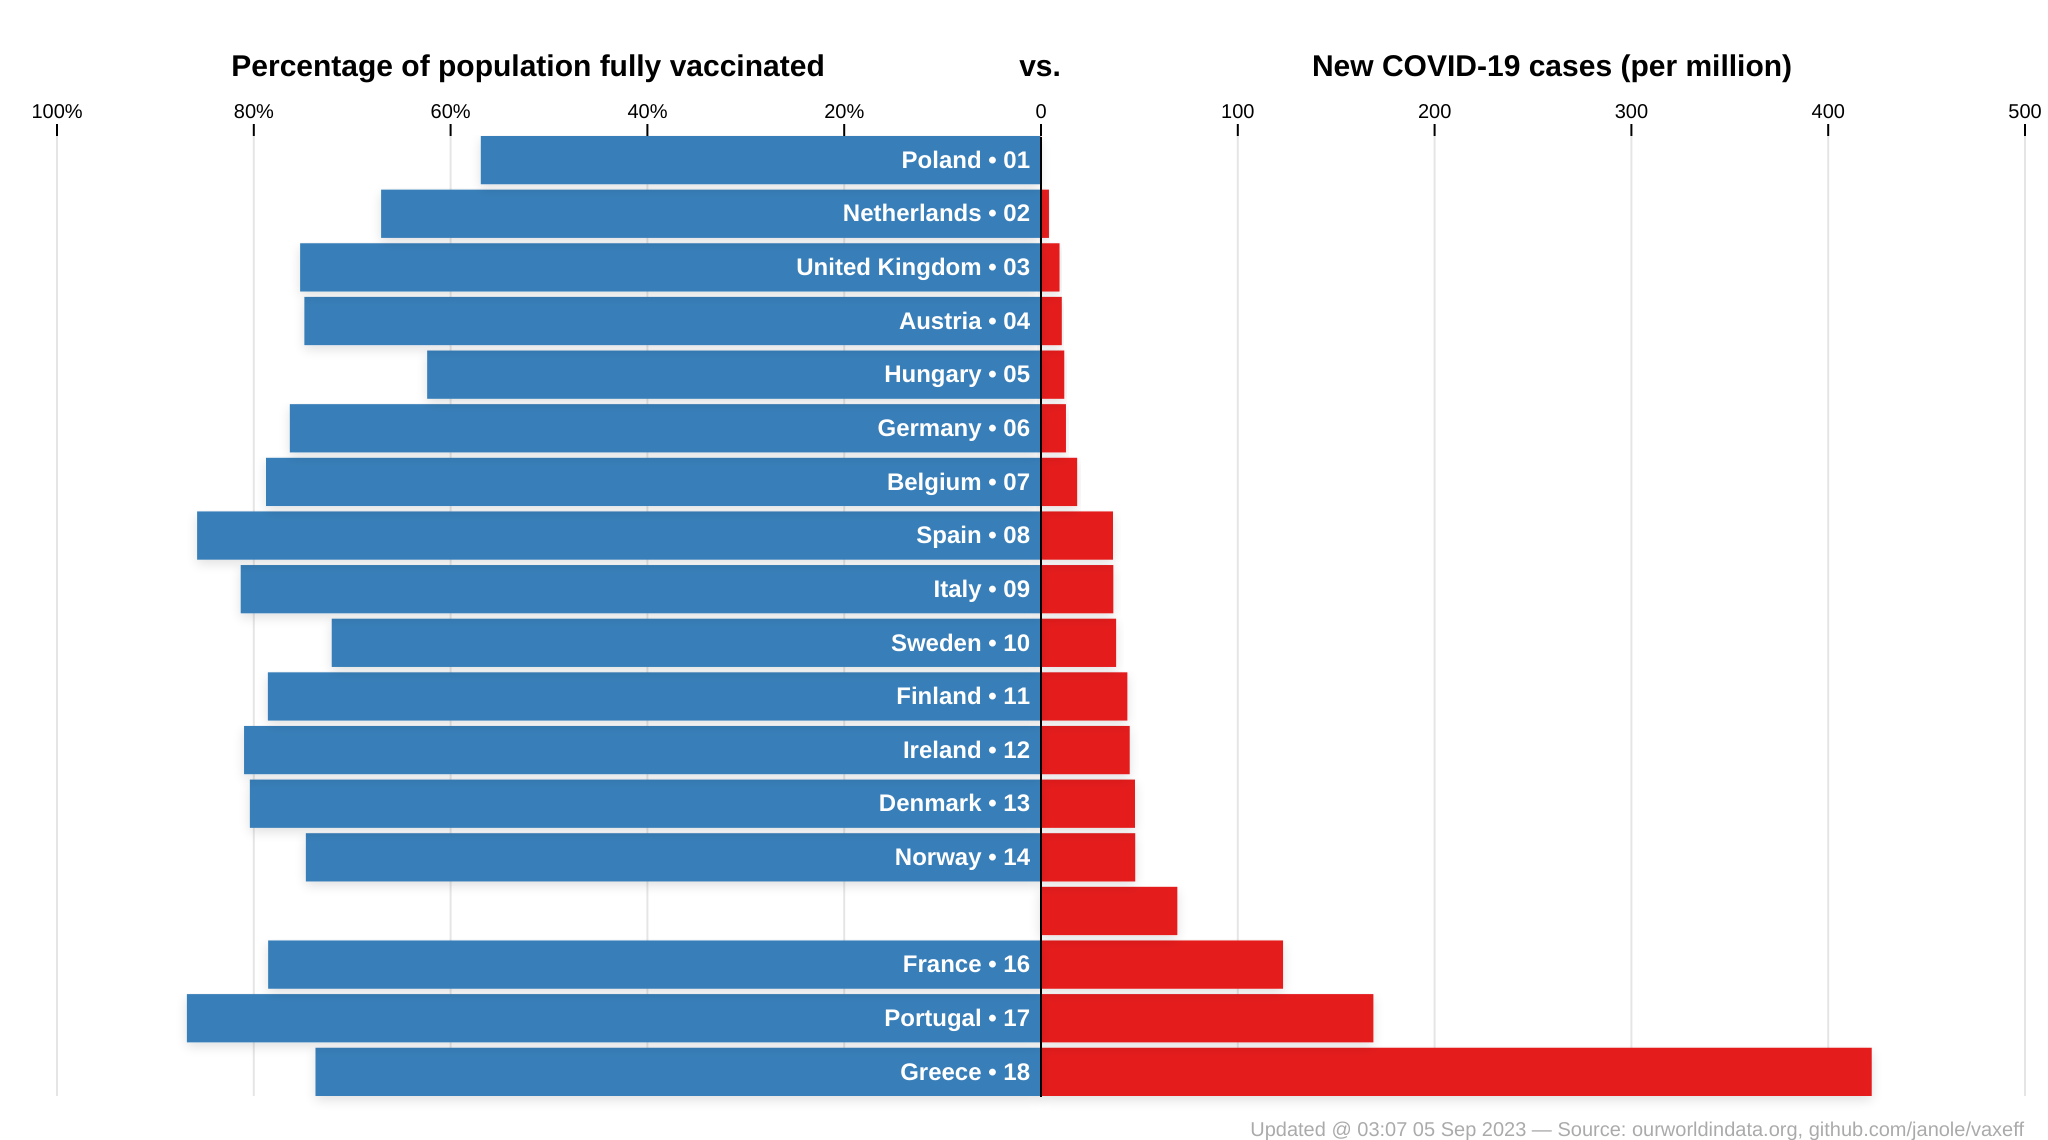 Percentage of population fully vaccinated vs. New COVID-19 cases (per million)
100% 80% 60% 40% 20% 0 100 200 300 400 500
Poland • 01
Netherlands • 02
United Kingdom • 03
Austria • 04
Hungary • 05
Germany • 06
Belgium • 07
Spain • 08
Italy • 09
Sweden • 10
Finland • 11
Ireland • 12
Denmark • 13
Norway • 14
France • 16
Portugal • 17
Greece • 18
Updated @ 03:07 05 Sep 2023 — Source: ourworldindata.org, github.com/janole/vaxeff